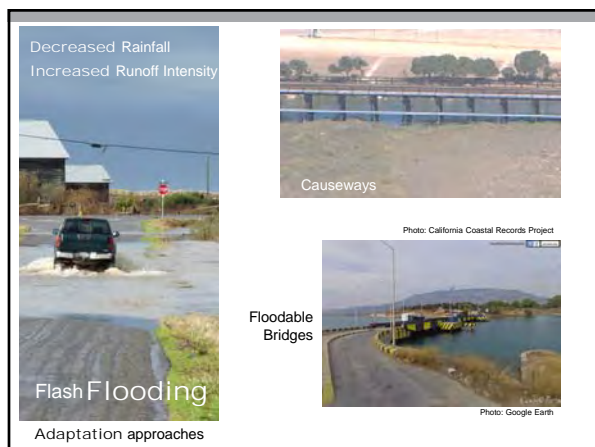 Decreased Rainfall
Increased Runoff Intensity
Flash Flooding
Adaptation approaches
Causeways
Photo: California Coastal Records Project
Floodable
Bridges
Photo: Google Earth